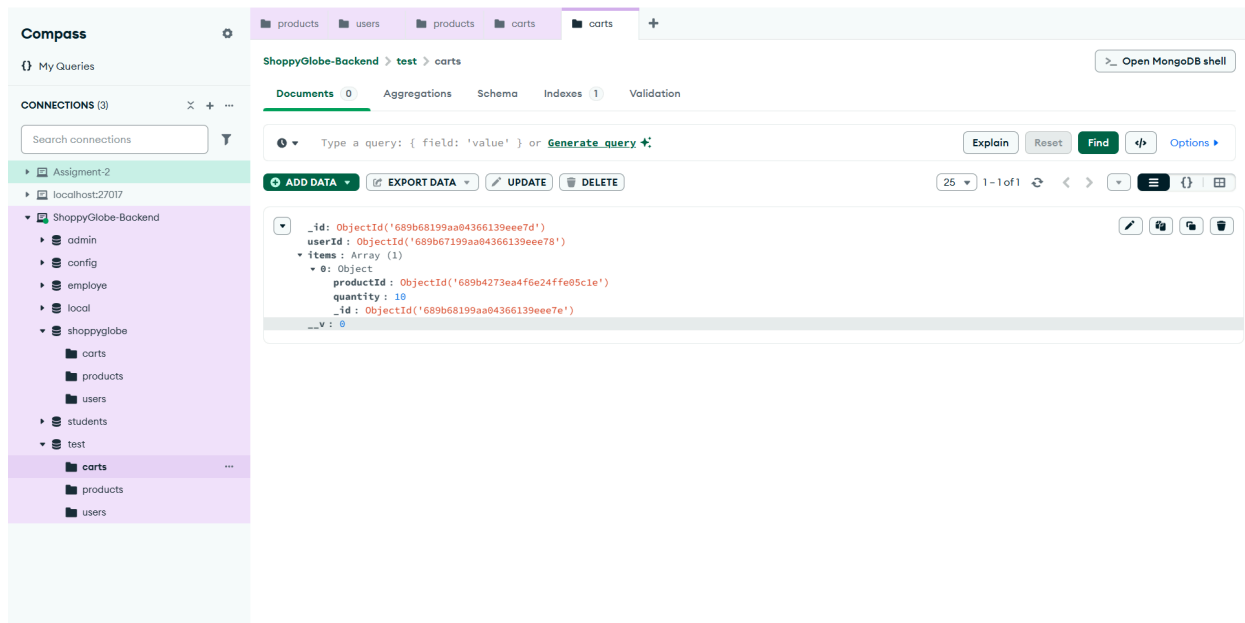 Compass
{} My Queries
CONNECTIONS (3)
Search connections
Assigment-2
localhost:27017
ShoppyGlobe-Backend
admin
config
employe
local
shoppyglobe
carts
products
users
students
test
carts
products
users
products users products carts carts
ShoppyGlobe-Backend > test > carts
>_ Open MongoDB shell
Documents 0 Aggregations Schema Indexes 1 Validation
Type a query: { field: 'value' } or Generate query
Explain Reset Find </> Options
ADD DATA EXPORT DATA UPDATE DELETE
25 1 – 1 of 1 {}
_id: ObjectId('689b68199aa04366139eee7d')
userId : ObjectId('689b67199aa04366139eee78')
items : Array (1)
0: Object
productId : ObjectId('689b4273ea4f6e24ffe05c1e')
quantity : 10
_id : ObjectId('689b68199aa04366139eee7e')
__v : 0